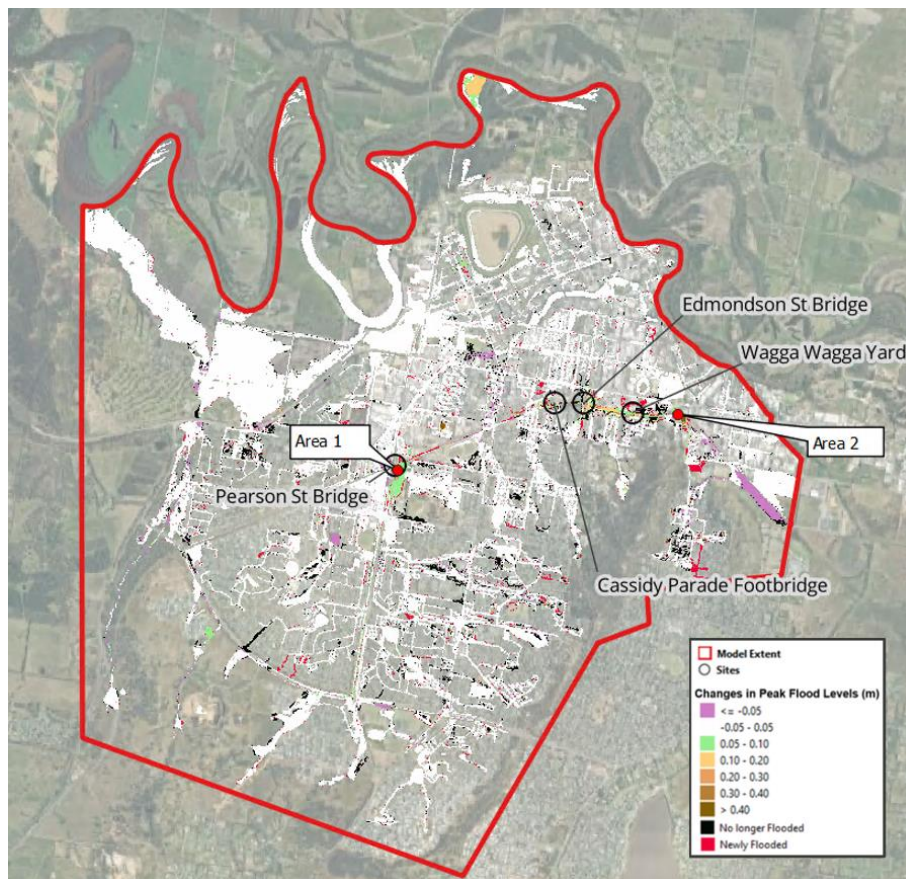 Edmondson St Bridge
Wagga Wagga Yard
Area 1
Area 2
Pearson St Bridge
Cassidy Parade Footbridge
Model Extent
Sites
Changes in Peak Flood Levels (m)
<= -0.05
-0.05 - 0.05
0.05 - 0.10
0.10 - 0.20
0.20 - 0.30
0.30 - 0.40
> 0.40
No longer Flooded
Newly Flooded